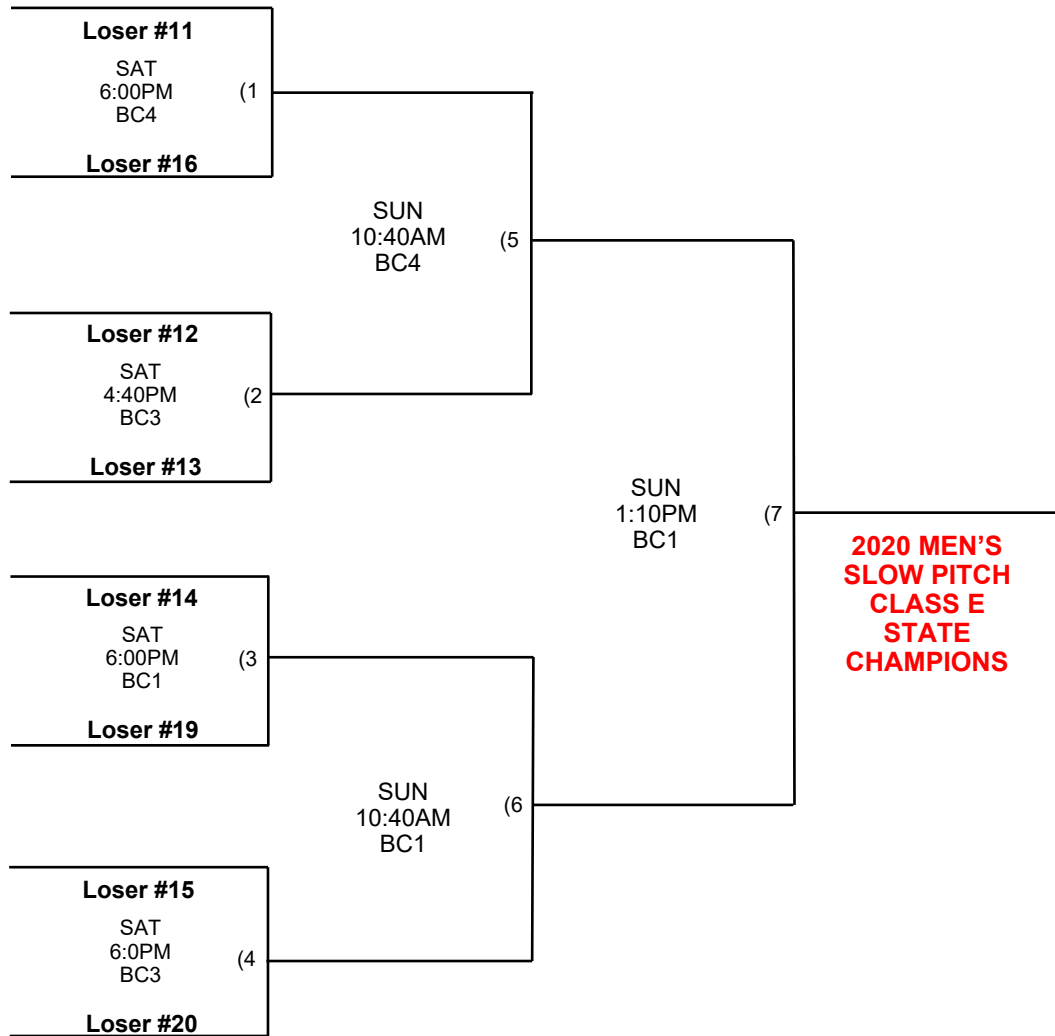 Loser #11
SAT
6:00PM
BC4
(1
Loser #16
SUN
10:40AM
BC4
(5
Loser #12
SAT
4:40PM
BC3
(2
Loser #13
SUN
1:10PM
BC1
(7
2020 MEN’S
SLOW PITCH
CLASS E
STATE
CHAMPIONS
Loser #14
SAT
6:00PM
BC1
(3
Loser #19
SUN
10:40AM
BC1
(6
Loser #15
SAT
6:0PM
BC3
(4
Loser #20